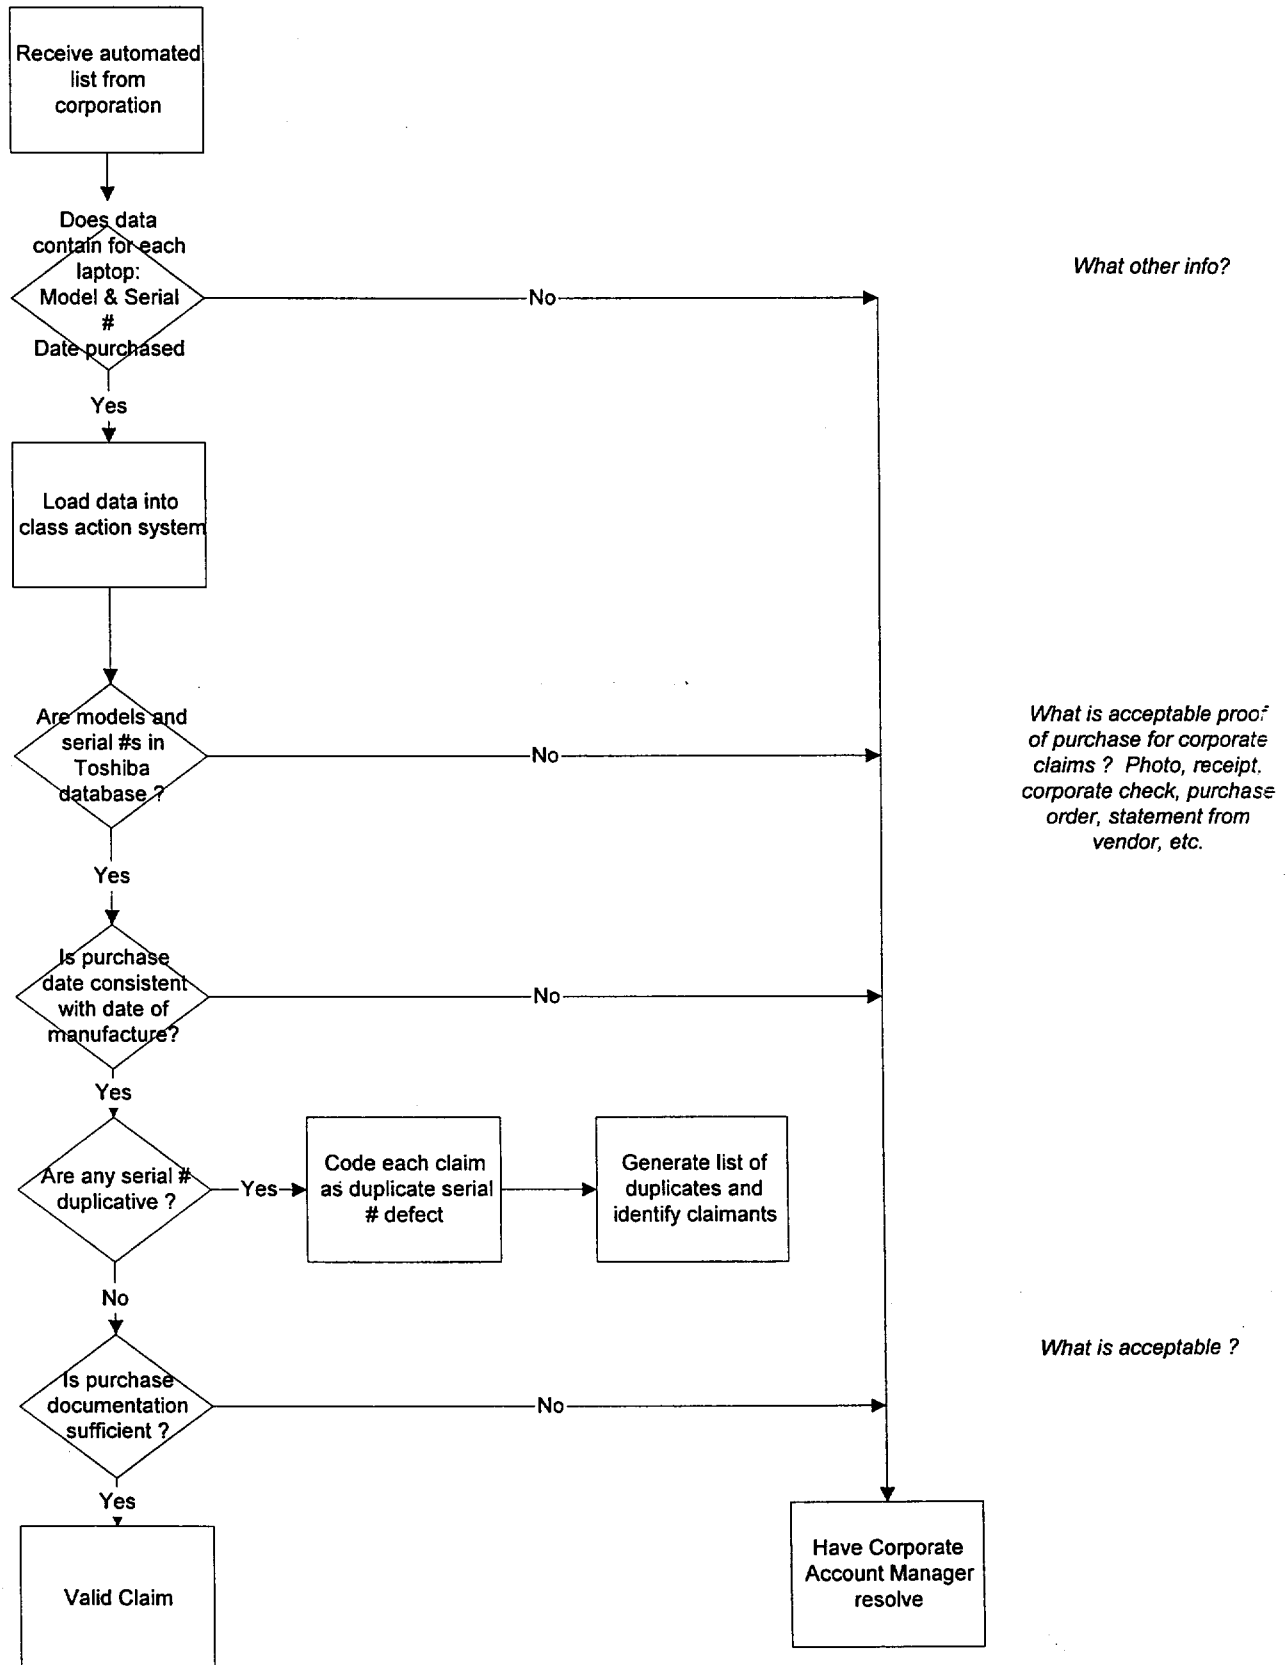 Receive automated
list from
corporation
Does data
contain for each
laptop:
Model & Serial
#
Date purchased
No
What other info?
Yes
Load data into
class action system
Are models and
serial #s in
Toshiba
database ?
No
What is acceptable proof
of purchase for corporate
claims ? Photo, receipt,
corporate check, purchase
order, statement from
vendor, etc.
Yes
Is purchase
date consistent
with date of
manufacture?
No
Yes
Are any serial #
duplicative ?
Yes
Code each claim
as duplicate serial
# defect
Generate list of
duplicates and
identify claimants
No
Is purchase
documentation
sufficient ?
No
What is acceptable ?
Yes
Valid Claim
Have Corporate
Account Manager
resolve